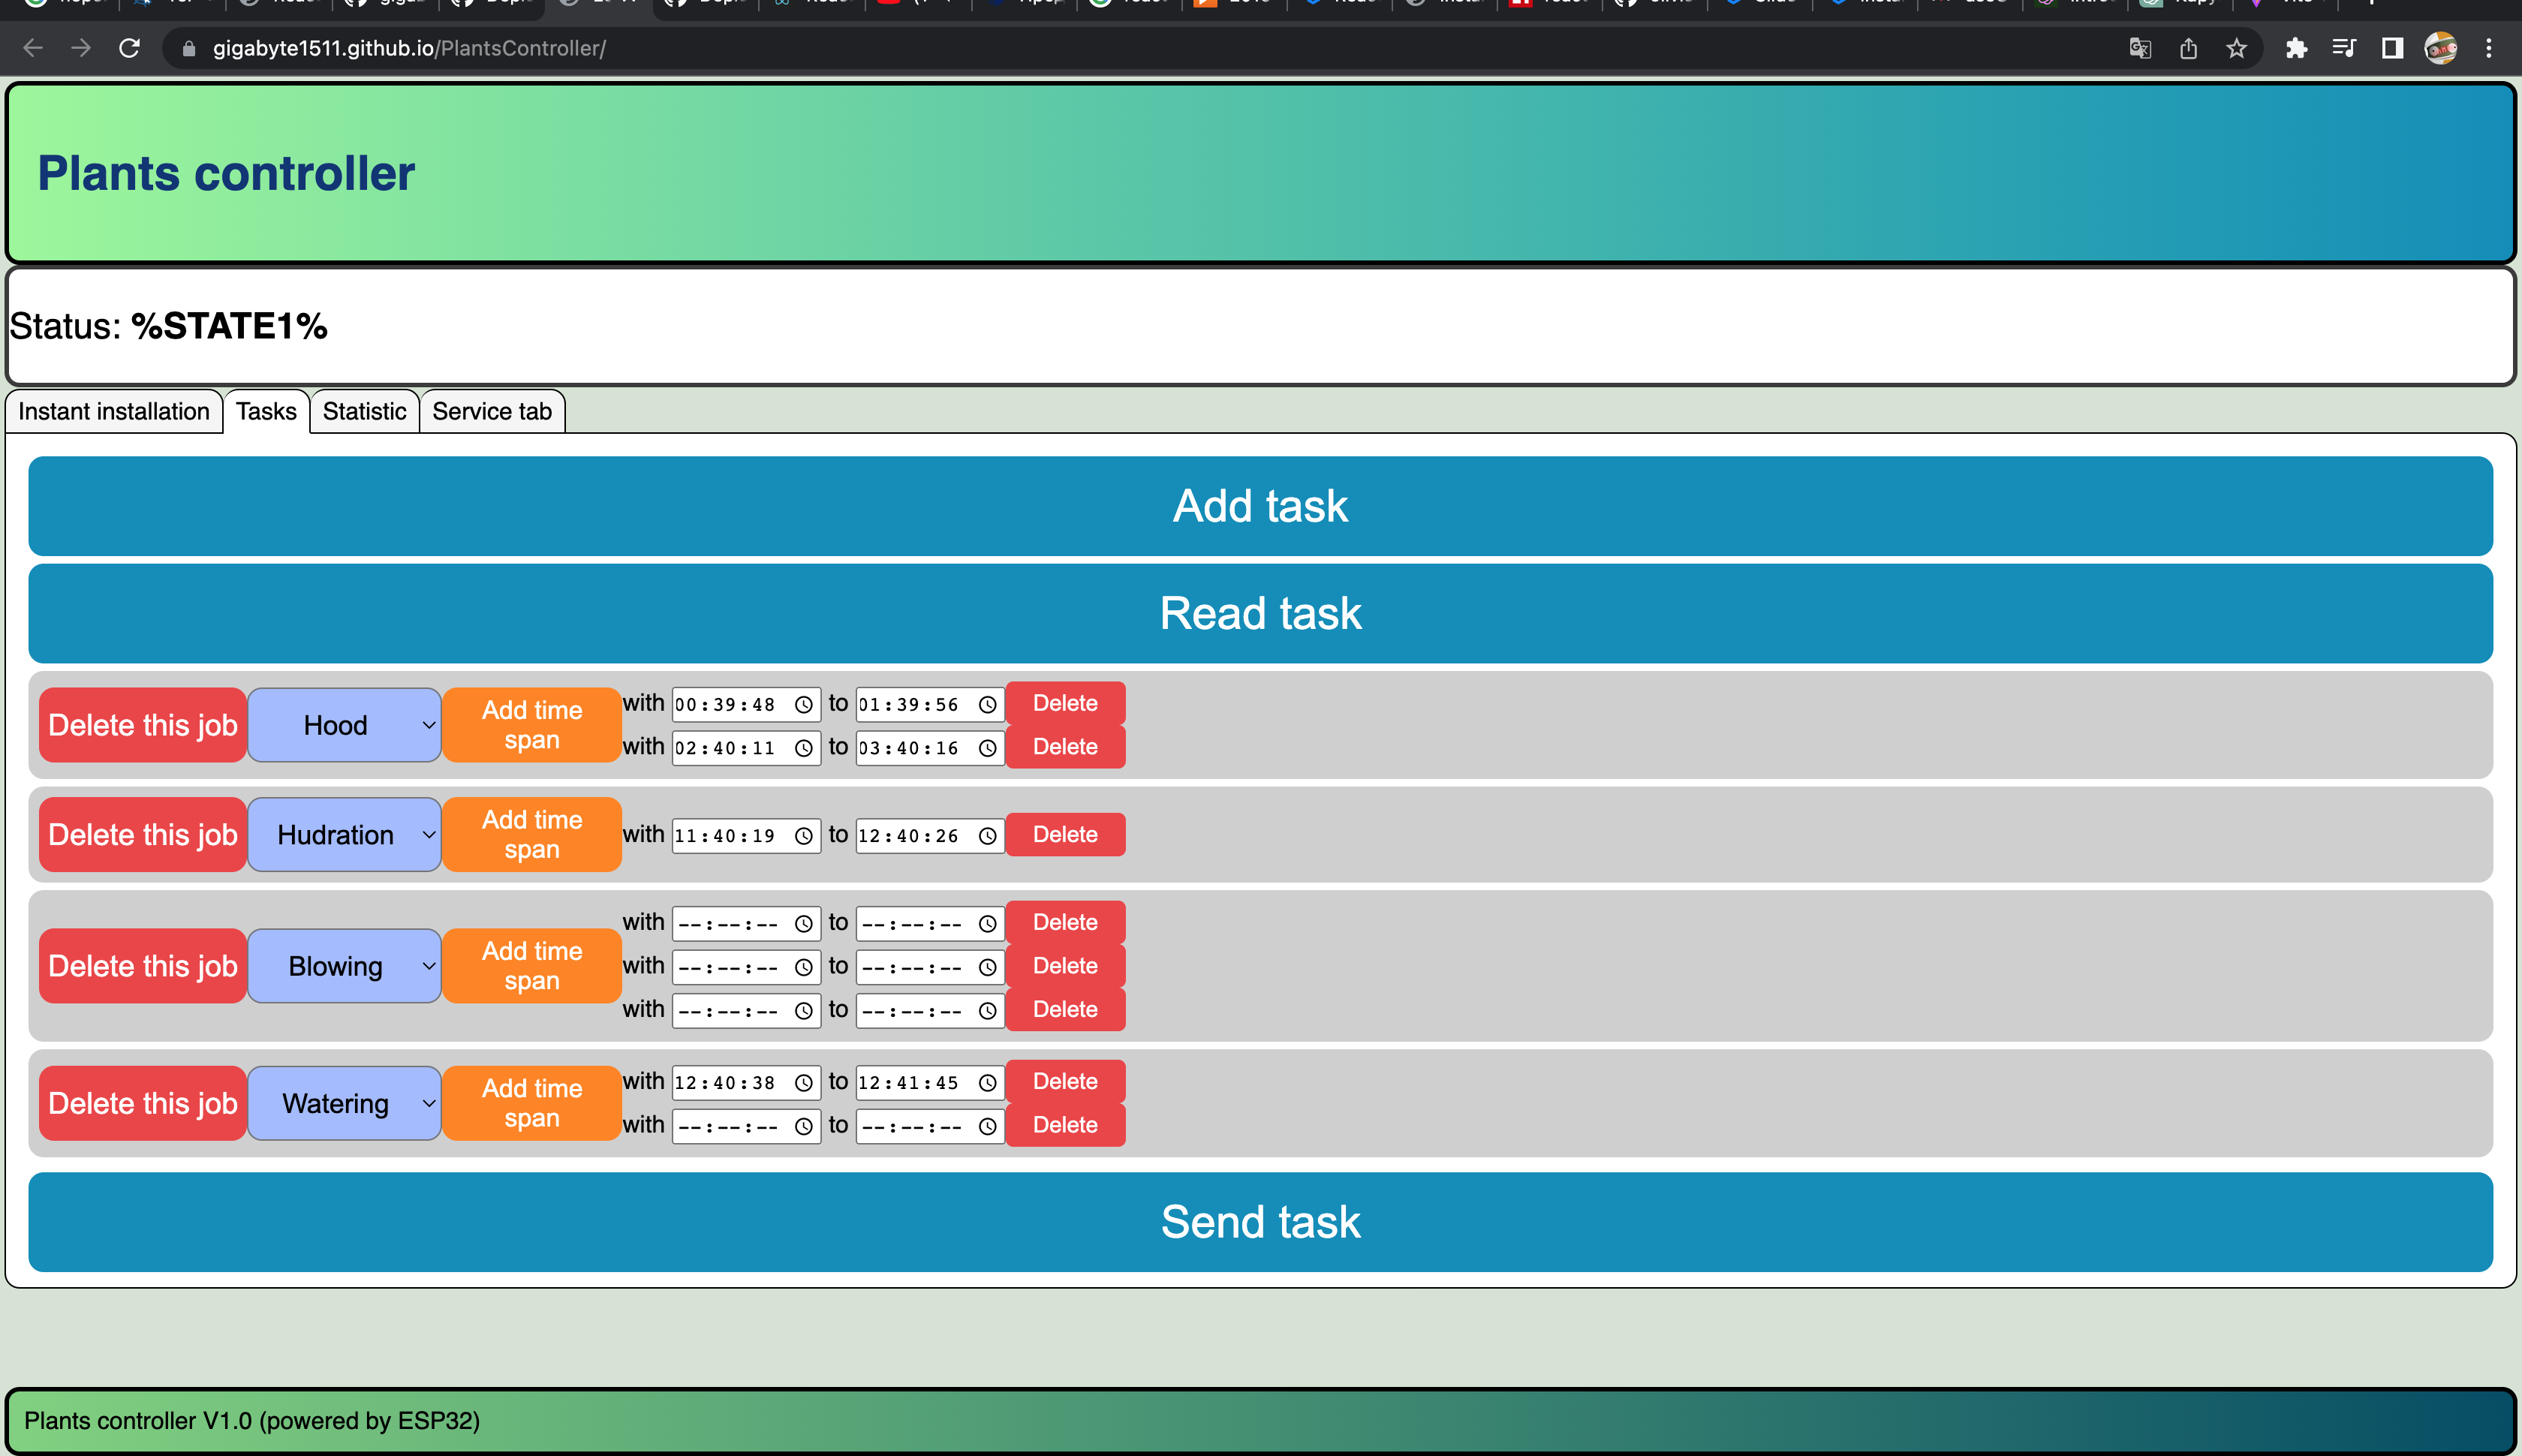 gigabyte1511.github.io/PlantsController/
Plants controller
Status: %STATE1%
Instant installation Tasks Statistic Service tab
Add task
Read task
Delete this job Hood Add time span
with 00:39:48 to 01:39:56 Delete
with 02:40:11 to 03:40:16 Delete
Delete this job Hudration Add time span
with 11:40:19 to 12:40:26 Delete
Delete this job Blowing Add time span
with --:--:-- to --:--:-- Delete
with --:--:-- to --:--:-- Delete
with --:--:-- to --:--:-- Delete
Delete this job Watering Add time span
with 12:40:38 to 12:41:45 Delete
with --:--:-- to --:--:-- Delete
Send task
Plants controller V1.0 (powered by ESP32)